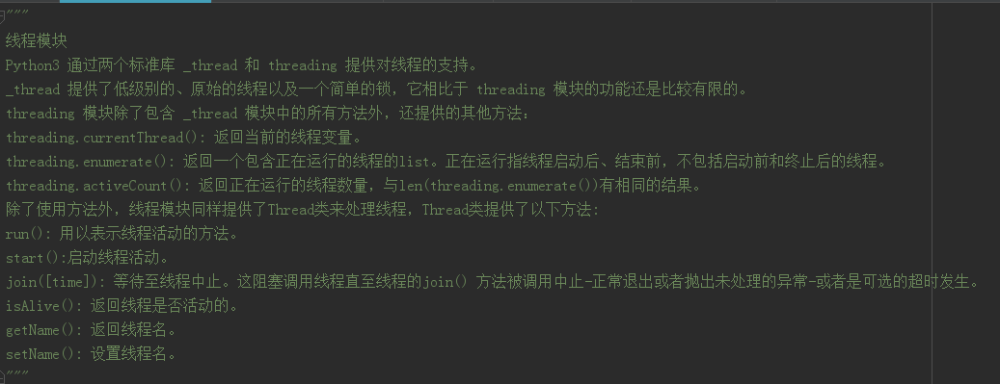 """
线程模块
Python3 通过两个标准库 _thread 和 threading 提供对线程的支持。
_thread 提供了低级别的、原始的线程以及一个简单的锁，它相比于 threading 模块的功能还是比较有限的。
threading 模块除了包含 _thread 模块中的所有方法外，还提供的其他方法：
threading.currentThread(): 返回当前的线程变量。
threading.enumerate(): 返回一个包含正在运行的线程的list。正在运行指线程启动后、结束前，不包括启动前和终止后的线程。
threading.activeCount(): 返回正在运行的线程数量，与len(threading.enumerate())有相同的结果。
除了使用方法外，线程模块同样提供了Thread类来处理线程，Thread类提供了以下方法:
run(): 用以表示线程活动的方法。
start():启动线程活动。
join([time]): 等待至线程中止。这阻塞调用线程直至线程的join() 方法被调用中止-正常退出或者抛出未处理的异常-或者是可选的超时发生。
isAlive(): 返回线程是否活动的。
getName(): 返回线程名。
setName(): 设置线程名。
"""